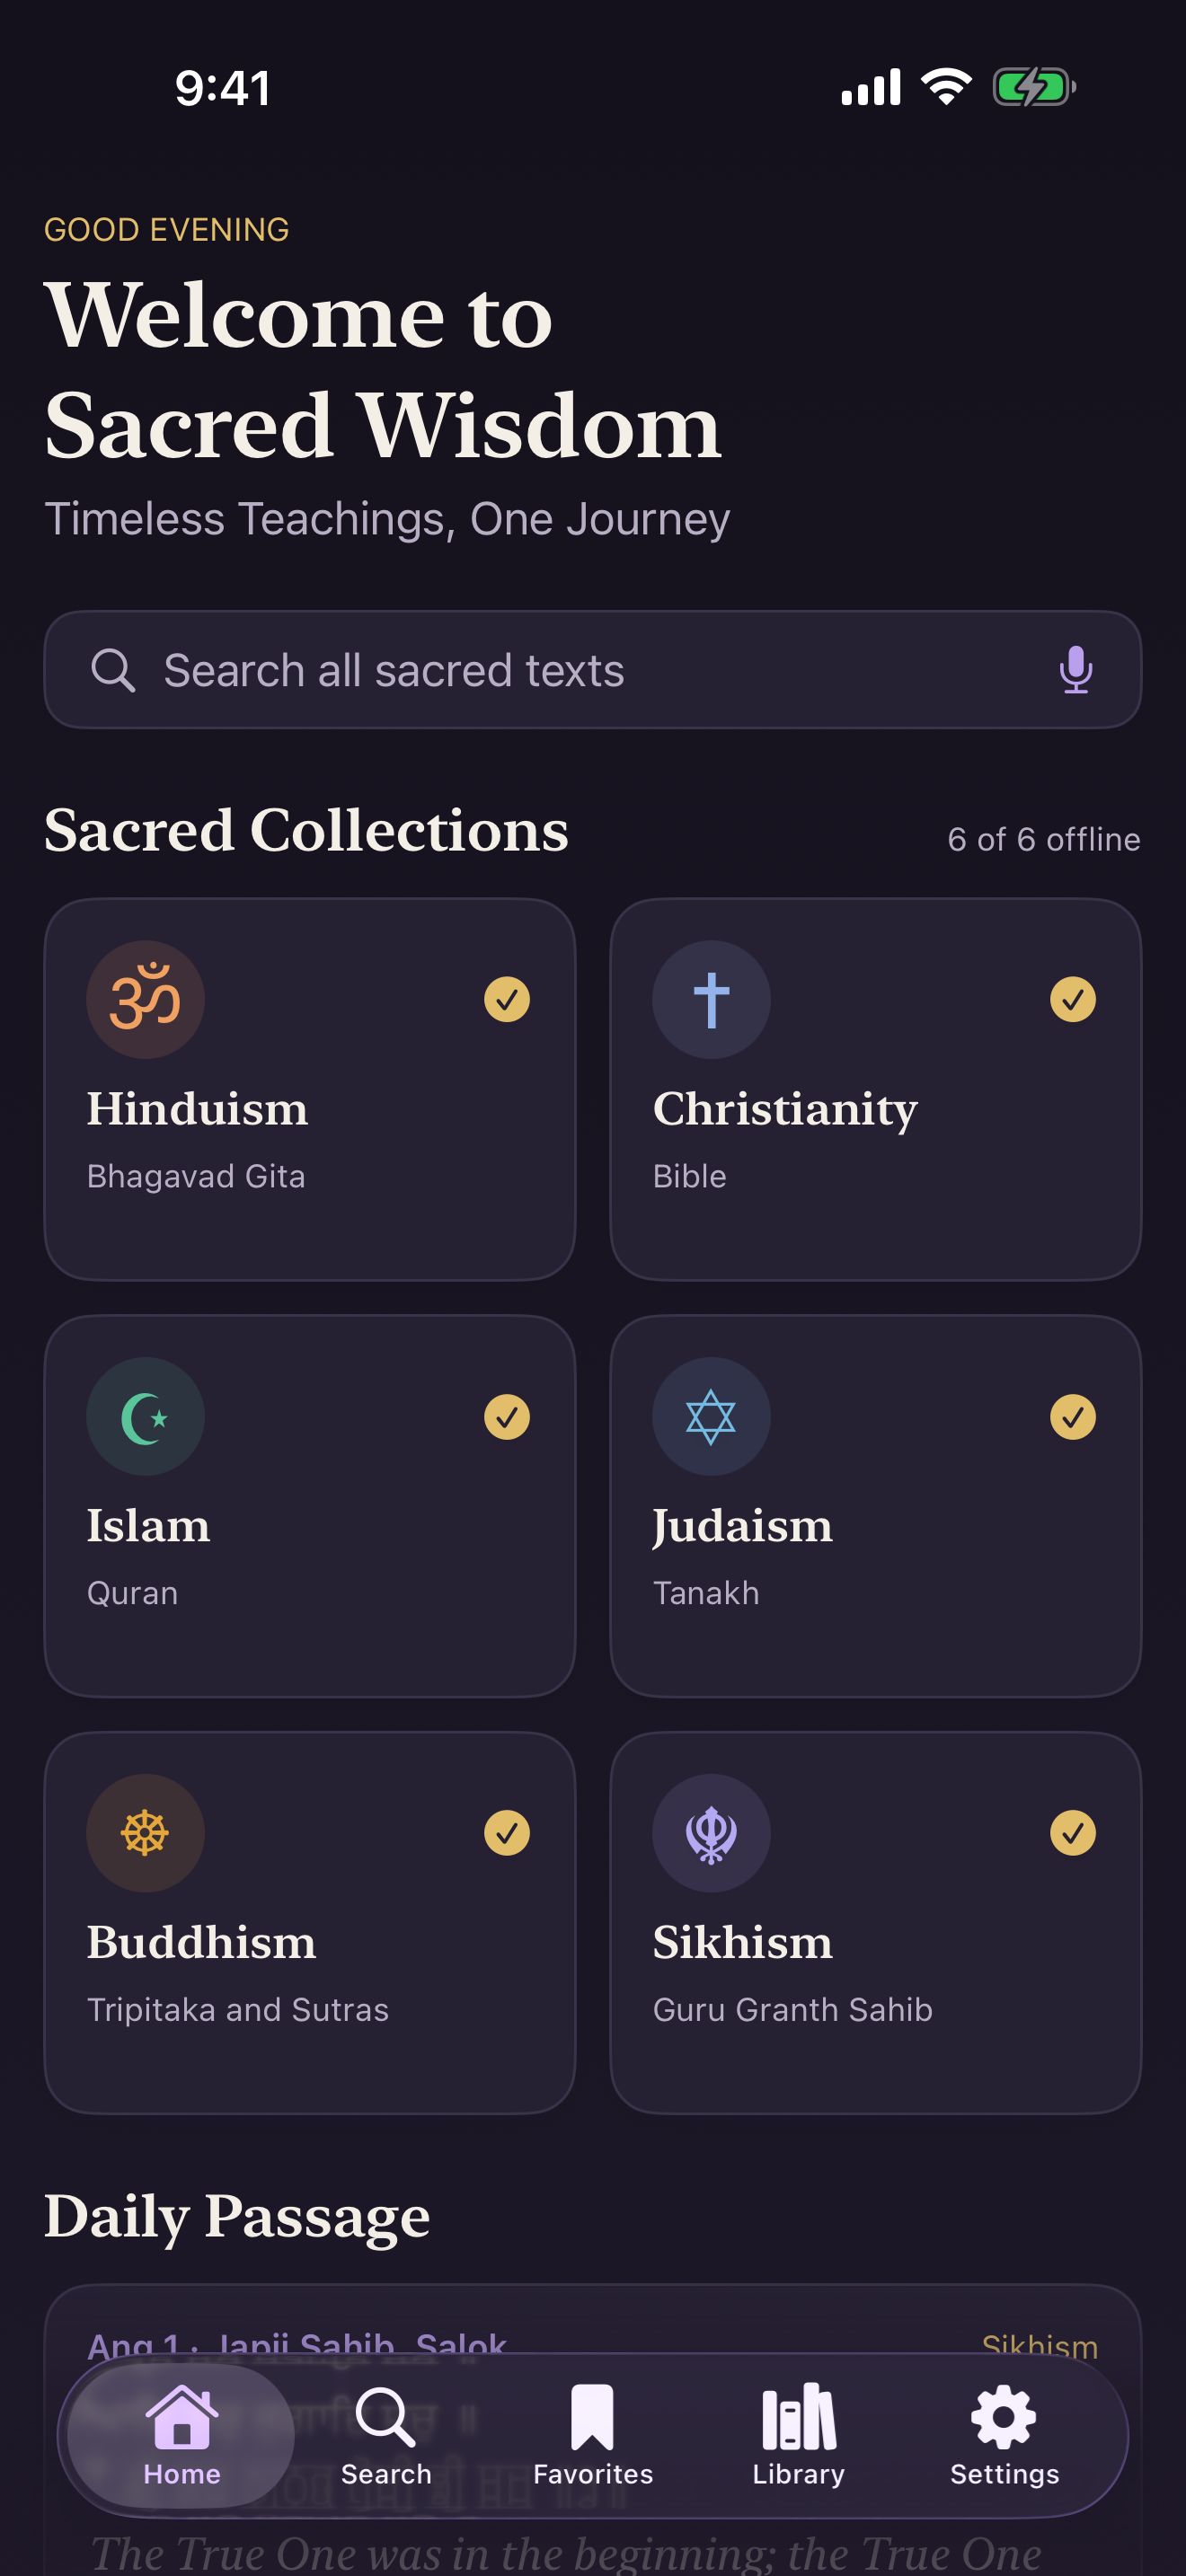 9:41
GOOD EVENING
Welcome to
Sacred Wisdom
Timeless Teachings, One Journey
Search all sacred texts
Sacred Collections
6 of 6 offline
ॐ
Hinduism
Bhagavad Gita
Christianity
Bible
Islam
Quran
Judaism
Tanakh
Buddhism
Tripitaka and Sutras
Sikhism
Guru Granth Sahib
Daily Passage
Ang 1 · Japji Sahib, Salok
Sikhism
Home
Search
Favorites
Library
Settings
The True One was in the beginning; the True One